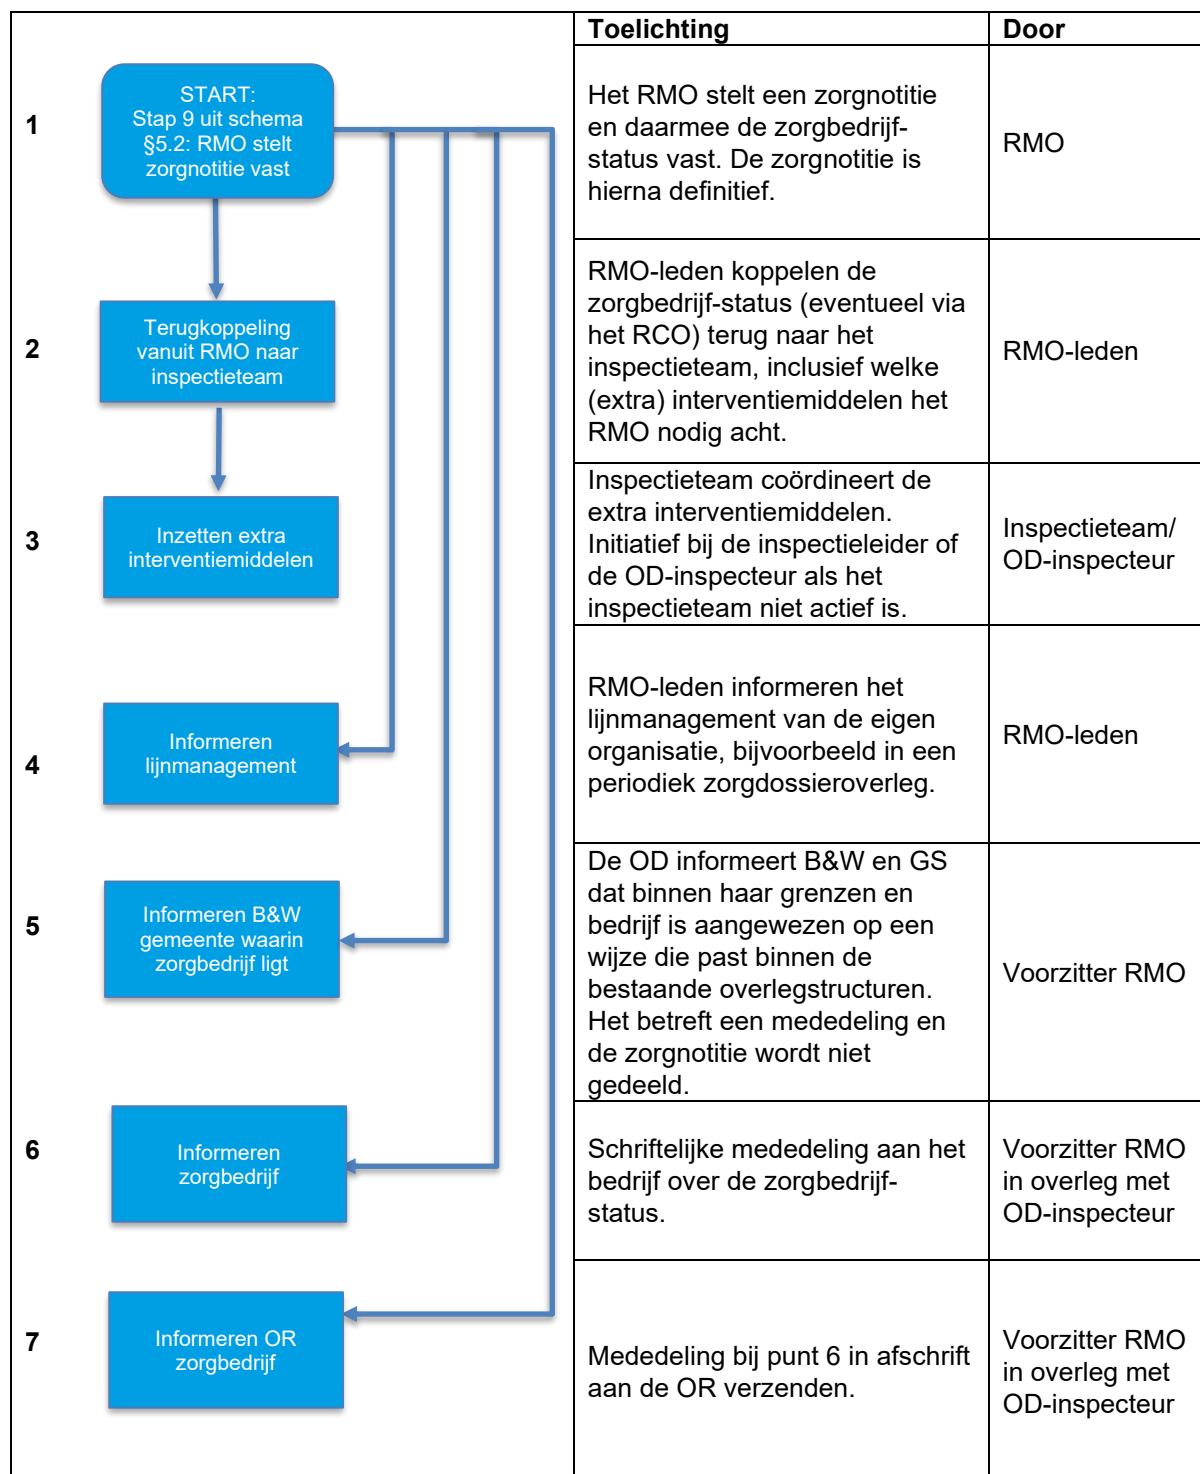 Toelichting
Door
1
START:
Stap 9 uit schema
§5.2: RMO stelt
zorgnotitie vast
Het RMO stelt een zorgnotitie
en daarmee de zorgbedrijf-
status vast. De zorgnotitie is
hierna definitief.
RMO
2
Terugkoppeling
vanuit RMO naar
inspectieteam
RMO-leden koppelen de
zorgbedrijf-status (eventueel via
het RCO) terug naar het
inspectieteam, inclusief welke
(extra) interventiemiddelen het
RMO nodig acht.
RMO-leden
3
Inzetten extra
interventiemiddelen
Inspectieteam coördineert de
extra interventiemiddelen.
Initiatief bij de inspectieleider of
de OD-inspecteur als het
inspectieteam niet actief is.
Inspectieteam/
OD-inspecteur
4
Informeren
lijnmanagement
RMO-leden informeren het
lijnmanagement van de eigen
organisatie, bijvoorbeeld in een
periodiek zorgdossieroverleg.
RMO-leden
5
Informeren B&W
gemeente waarin
zorgbedrijf ligt
De OD informeert B&W en GS
dat binnen haar grenzen en
bedrijf is aangewezen op een
wijze die past binnen de
bestaande overlegstructuren.
Het betreft een mededeling en
de zorgnotitie wordt niet
gedeeld.
Voorzitter RMO
6
Informeren
zorgbedrijf
Schriftelijke mededeling aan het
bedrijf over de zorgbedrijf-
status.
Voorzitter RMO
in overleg met
OD-inspecteur
7
Informeren OR
zorgbedrijf
Mededeling bij punt 6 in afschrift
aan de OR verzenden.
Voorzitter RMO
in overleg met
OD-inspecteur